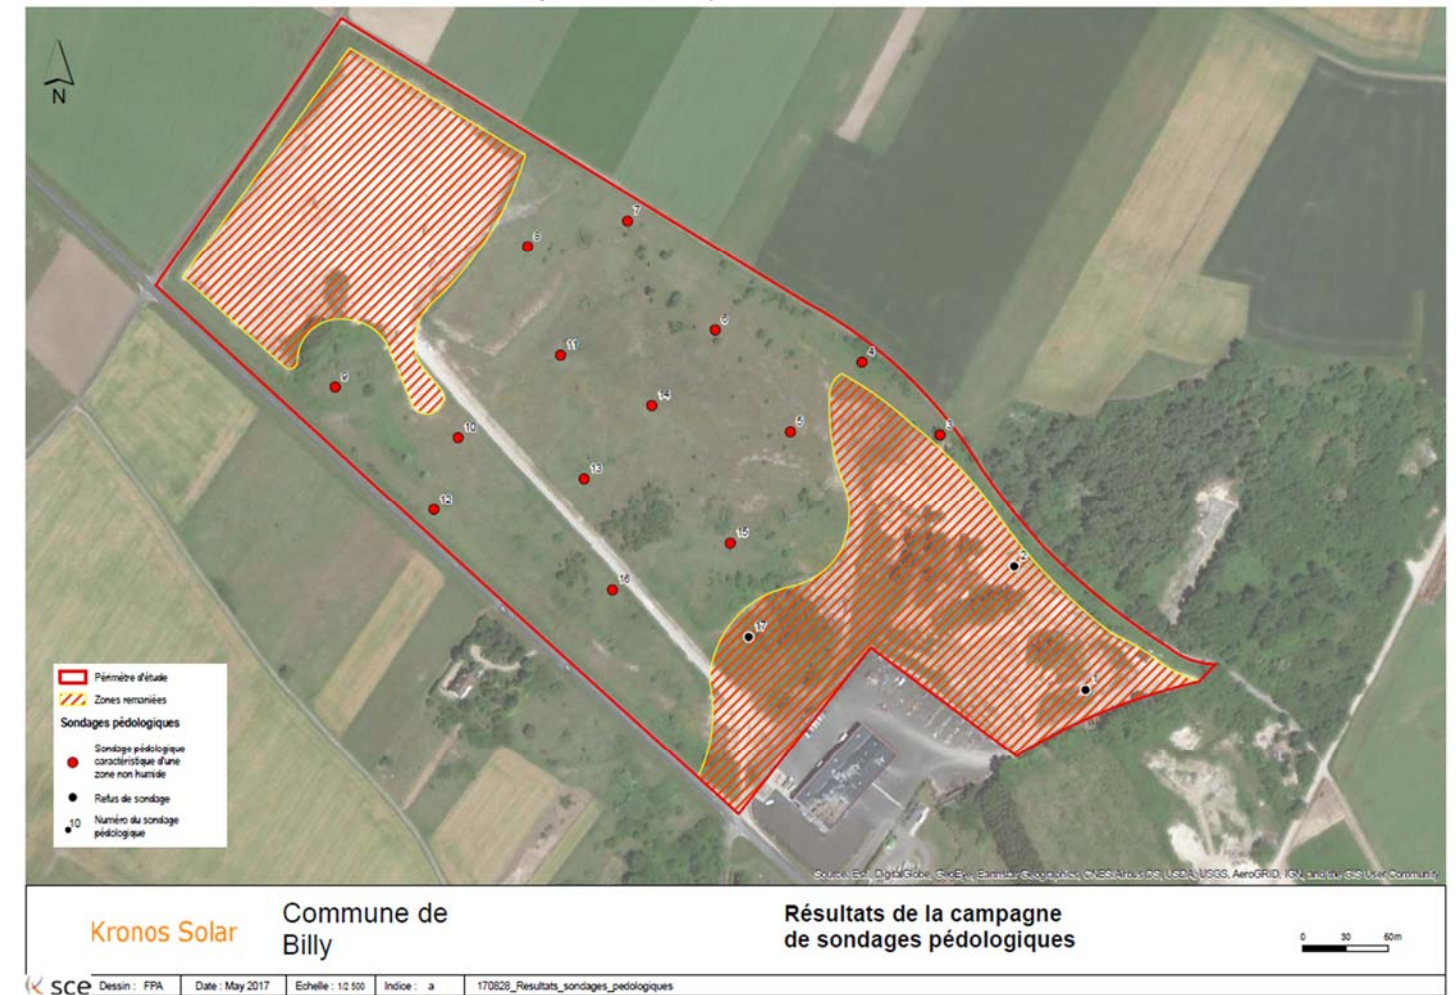 N
7
8
6
11
4
9
14
5
3
10
13
12
15
2
16
17
1
Périmètre d'étude
Zones remaniées
Sondages pédologiques
Sondage pédologique
caractéristique d'une
zone non humide
Refus de sondage
10
Numéro du sondage
pédologique
Source: Esri, DigitalGlobe, GeoEye, Earthstar Geographics, CNES/Airbus DS, USDA, USGS, AeroGRID, IGN, and the GIS User Community
Kronos Solar
Commune de
Billy
Résultats de la campagne
de sondages pédologiques
0 30 60m
sce
Dessin : FPA
Date : May 2017
Echelle : 1/2 500
Indice : a
170828_Resultats_sondages_pedologiques